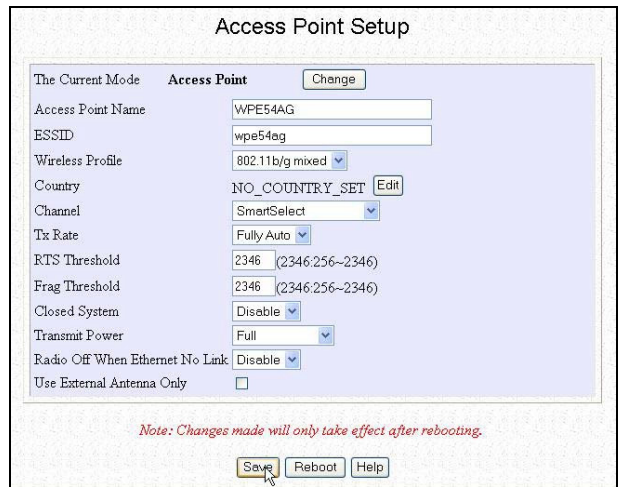 Access Point Setup
The Current Mode Access Point Change
Access Point Name WPE54AG
ESSID wpe54ag
Wireless Profile 802.11b/g mixed
Country NO_COUNTRY_SET Edit
Channel SmartSelect
Tx Rate Fully Auto
RTS Threshold 2346 (2346:256~2346)
Frag Threshold 2346 (2346:256~2346)
Closed System Disable
Transmit Power Full
Radio Off When Ethernet No Link Disable
Use External Antenna Only
Note: Changes made will only take effect after rebooting.
Save Reboot Help